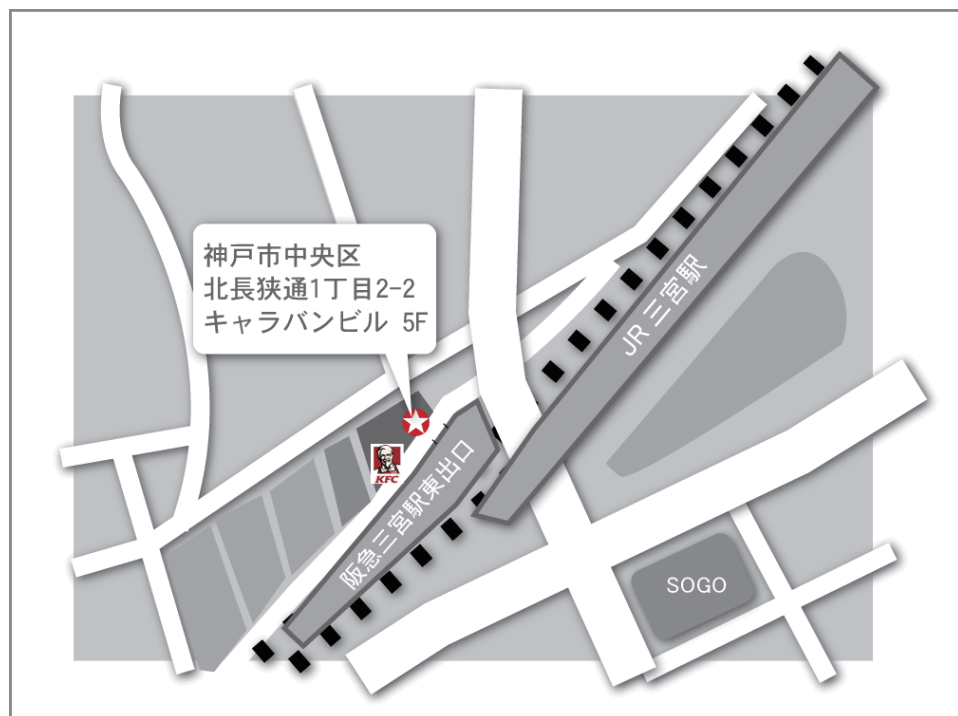 神戸市中央区
北長狭通1丁目2-2
キャラバンビル 5F
JR 三宮駅
KFC
阪急三宮駅東出口
SOGO